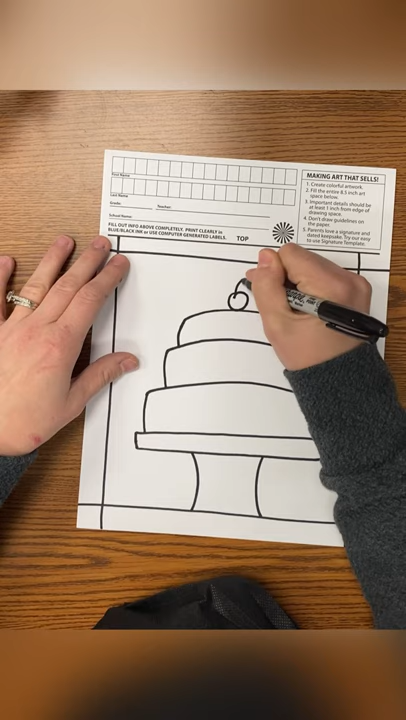 First Name
Last Name
Grade:
Teacher:
School Name:
FILL OUT INFO ABOVE COMPLETELY. PRINT CLEARLY in
BLUE/BLACK INK or USE COMPUTER GENERATED LABELS.
TOP
MAKING ART THAT SELLS!
1. Create colorful artwork.
2. Fill the entire 8.5 inch art
space below.
3. Important details should be
at least 1 inch from edge of
drawing space.
4. Don't draw guidelines on
the paper.
5. Parents love a signature and
dated keepsake. Try our easy
to use Signature Template.